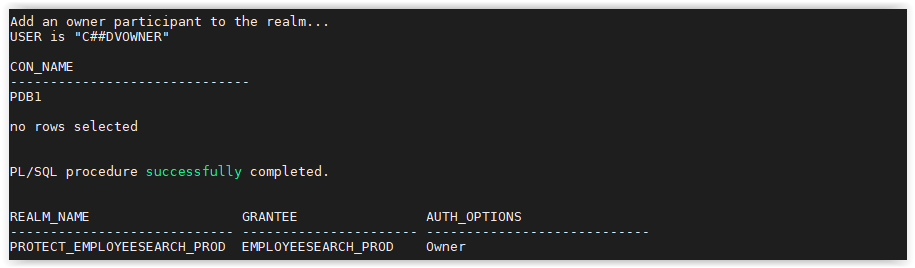 Add an owner participant to the realm...
USER is "C##DVOWNER"
CON_NAME
------------------------------
PDB1
no rows selected
PL/SQL procedure successfully completed.
REALM_NAME                   GRANTEE                AUTH_OPTIONS
---------------------------- ---------------------- ----------------------------
PROTECT_EMPLOYEESEARCH_PROD  EMPLOYEESEARCH_PROD    Owner